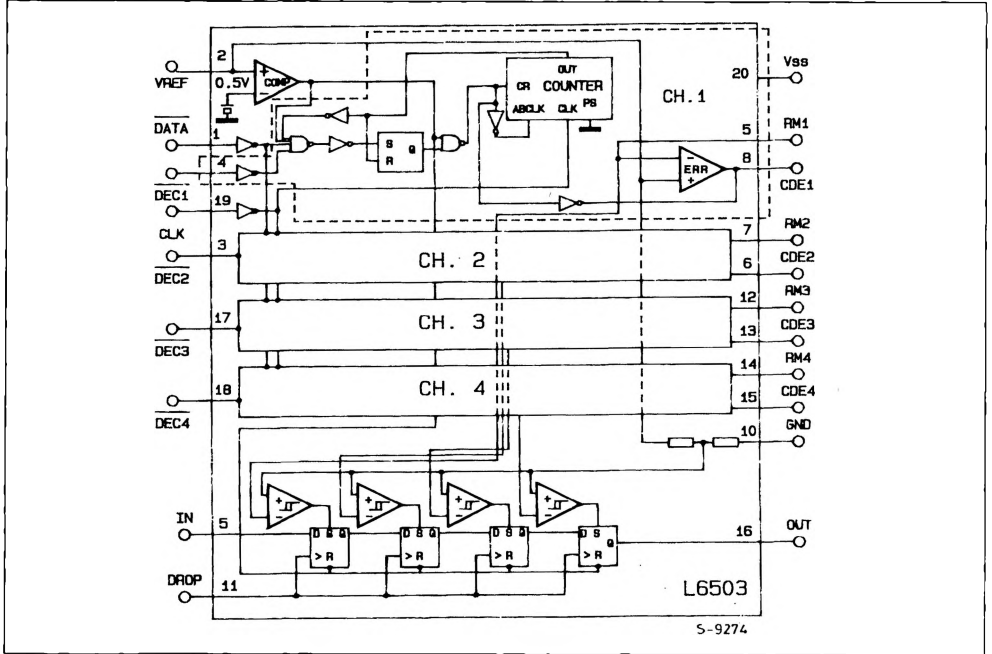 2
VREF
0.5V
+
-
COMP
DATA
1
4
DEC1
19
CLK
3
DEC2
17
DEC3
18
DEC4
S
R
Q
OUT
CR COUNTER
ABCLK CLK PS
CH.1
-
ERR
+
20 Vss
5 RM1
8 CDE1
CH. 2
7 RM2
6 CDE2
CH. 3
12 RM3
13 CDE3
CH. 4
14 RM4
15 CDE4
10 GND
+
-
+
-
+
-
+
-
IN
5
D S Q
> R
D S Q
> R
D S Q
> R
D S Q
> R
16 OUT
DROP
11
L6503
S-9274